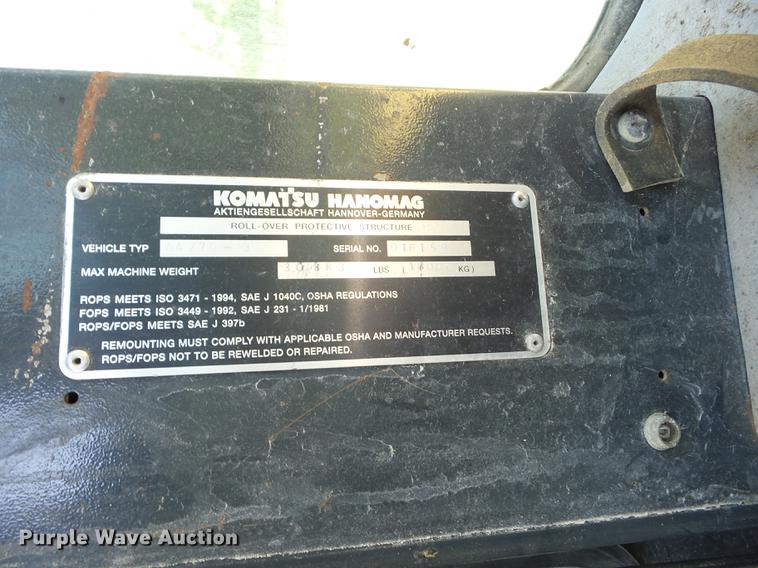 KOMATSU HANOMAG
AKTIENGESELLSCHAFT HANNOVER-GERMANY
ROLL-OVER PROTECTIVE STRUCTURE
VEHICLE TYP
SERIAL NO.
MAX MACHINE WEIGHT LBS ( KG)
ROPS MEETS ISO 3471 - 1994, SAE J 1040C, OSHA REGULATIONS
FOPS MEETS ISO 3449 - 1992, SAE J 231 - 1/1981
ROPS/FOPS MEETS SAE J 397b
REMOUNTING MUST COMPLY WITH APPLICABLE OSHA AND MANUFACTURER REQUESTS.
ROPS/FOPS NOT TO BE REWELDED OR REPAIRED.
Purple Wave Auction®